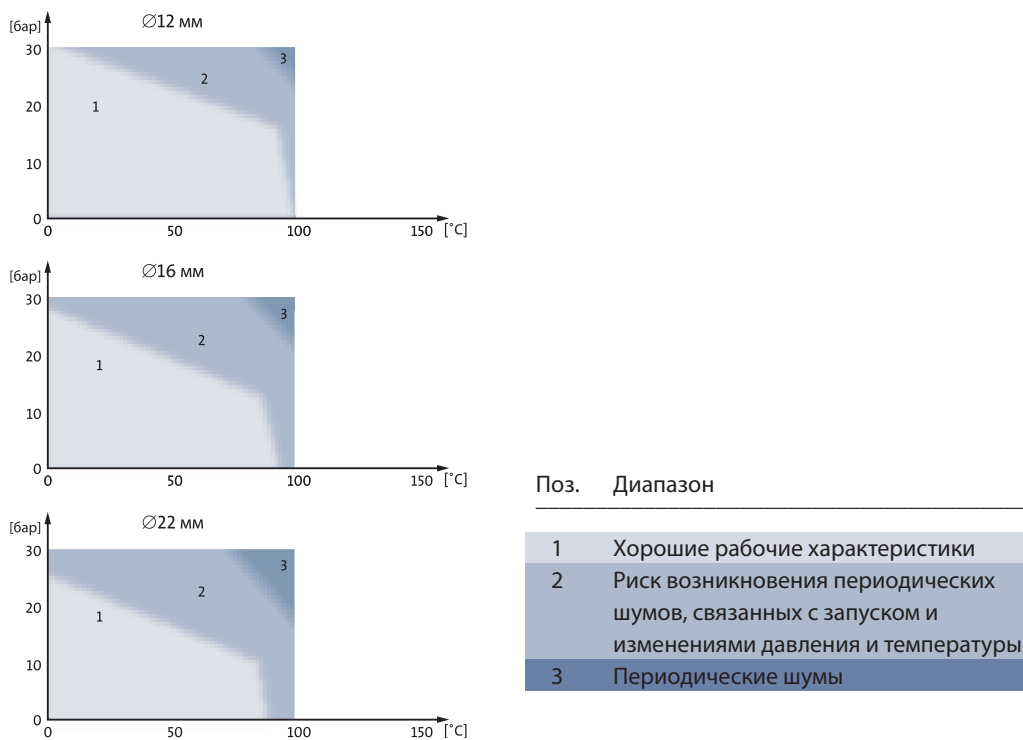 ∅12 мм
[бар]
30
3
2
20
1
10
0
0 50 100 150 [°C]
∅16 мм
[бар]
30
3
2
20
1
10
0
0 50 100 150 [°C]
∅22 мм
[бар]
30
3
2
20
1
10
0
0 50 100 150 [°C]
Поз. Диапазон
1 Хорошие рабочие характеристики
2 Риск возникновения периодических
шумов, связанных с запуском и
изменениями давления и температуры
3 Периодические шумы